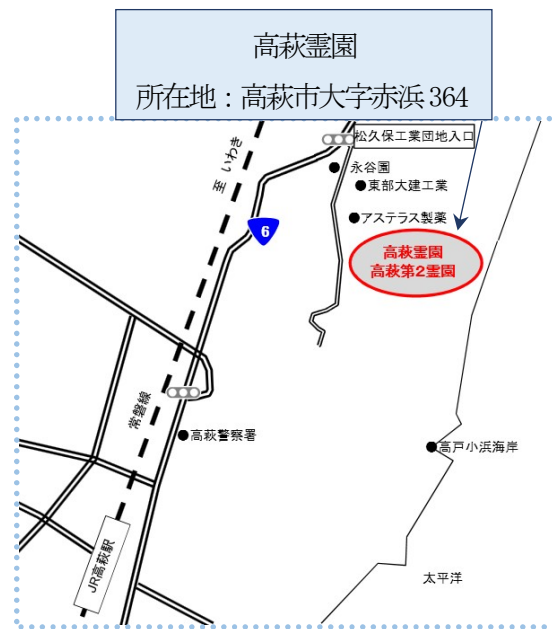 高萩霊園
所在地：高萩市大字赤浜 364
松久保工業団地入口
至 いわき
永谷園
東部大建工業
アステラス製薬
6
高萩霊園
高萩第2霊園
常磐線
高萩警察署
高戸小浜海岸
JR高萩駅
太平洋